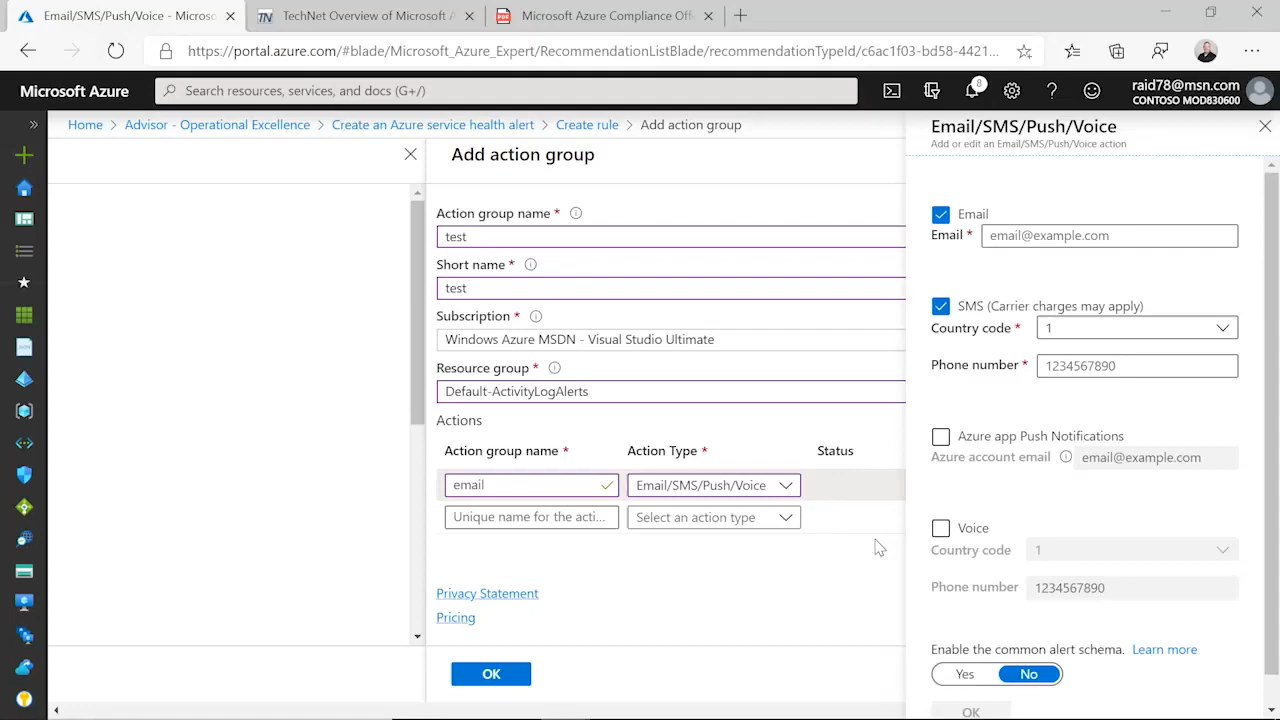 Email/SMS/Push/Voice - Microso
TechNet Overview of Microsoft A
PDF
Microsoft Azure Compliance Off
https://portal.azure.com/#blade/Microsoft_Azure_Expert/RecommendationListBlade/recommendationTypeId/c6ac1f03-bd58-4421...
Microsoft Azure
Search resources, services, and docs (G+/)
8
raid78@msn.com
CONTOSO MOD830600
Home > Advisor - Operational Excellence > Create an Azure service health alert > Create rule > Add action group
Add action group
Action group name *
test
Short name *
test
Subscription *
Windows Azure MSDN - Visual Studio Ultimate
Resource group *
Default-ActivityLogAlerts
Actions
Action group name * Action Type * Status
email Email/SMS/Push/Voice
Unique name for the acti... Select an action type
Privacy Statement
Pricing
OK
Email/SMS/Push/Voice
Add or edit an Email/SMS/Push/Voice action
Email
Email * email@example.com
SMS (Carrier charges may apply)
Country code * 1
Phone number * 1234567890
Azure app Push Notifications
Azure account email email@example.com
Voice
Country code 1
Phone number 1234567890
Enable the common alert schema. Learn more
Yes No
OK